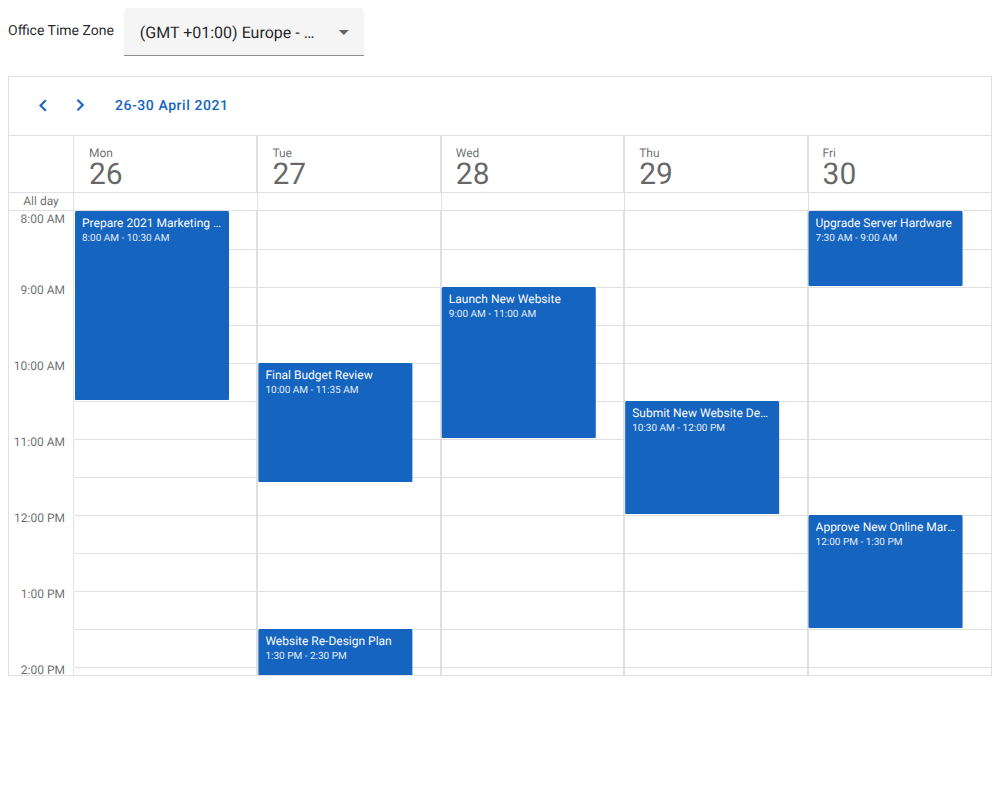 Office Time Zone
(GMT +01:00) Europe - ...
26-30 April 2021
Mon
26
Tue
27
Wed
28
Thu
29
Fri
30
All day
8:00 AM
9:00 AM
10:00 AM
11:00 AM
12:00 PM
1:00 PM
2:00 PM
Prepare 2021 Marketing ...
8:00 AM - 10:30 AM
Final Budget Review
10:00 AM - 11:35 AM
Website Re-Design Plan
1:30 PM - 2:30 PM
Launch New Website
9:00 AM - 11:00 AM
Submit New Website De...
10:30 AM - 12:00 PM
Upgrade Server Hardware
7:30 AM - 9:00 AM
Approve New Online Mar...
12:00 PM - 1:30 PM